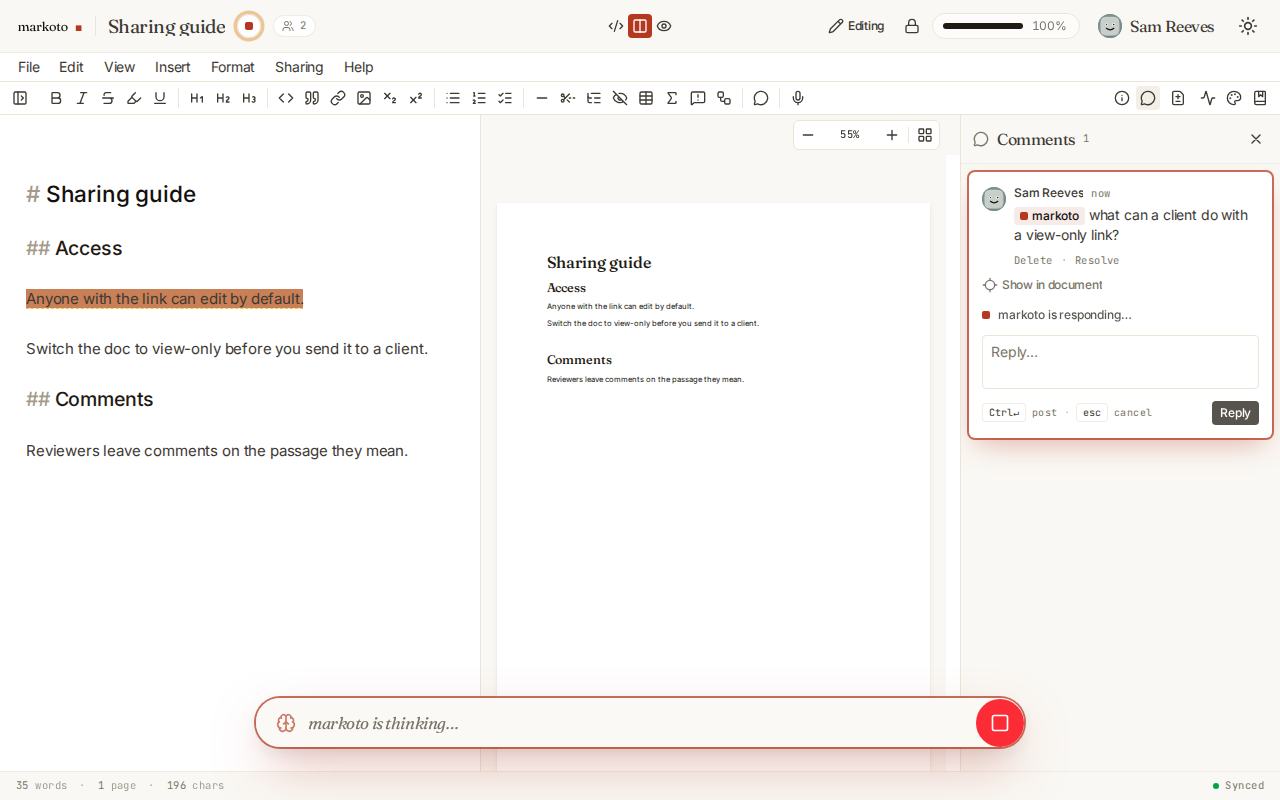 markoto
Sharing guide
2
Editing
100%
Sam Reeves
File Edit View Insert Format Sharing Help
B I S U H1 H2 H3 X2 X2
55%
Comments 1
# Sharing guide
## Access
Anyone with the link can edit by default.
Switch the doc to view-only before you send it to a client.
## Comments
Reviewers leave comments on the passage they mean.
Sharing guide
Access
Anyone with the link can edit by default.
Switch the doc to view-only before you send it to a client.
Comments
Reviewers leave comments on the passage they mean.
Sam Reeves now
markoto what can a client do with
a view-only link?
Delete · Resolve
Show in document
markoto is responding...
Reply...
Ctrl↵ post · esc cancel
Reply
markoto is thinking...
35 words · 1 page · 196 chars
Synced